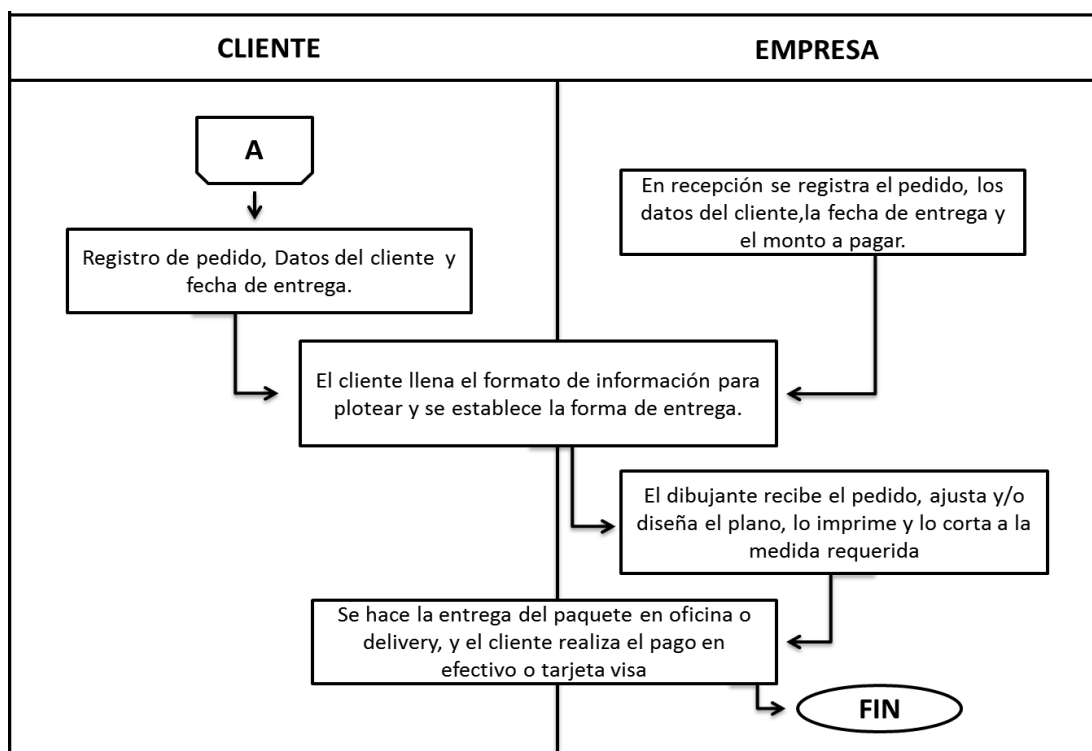 CLIENTE
EMPRESA
A
En recepción se registra el pedido, los
datos del cliente,la fecha de entrega y
el monto a pagar.
Registro de pedido, Datos del cliente y
fecha de entrega.
El cliente llena el formato de información para
plotear y se establece la forma de entrega.
El dibujante recibe el pedido, ajusta y/o
diseña el plano, lo imprime y lo corta a la
medida requerida
Se hace la entrega del paquete en oficina o
delivery, y el cliente realiza el pago en
efectivo o tarjeta visa
FIN